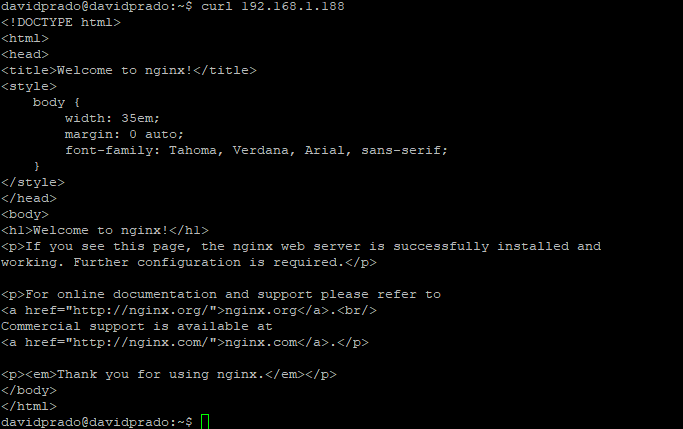 davidprado@davidprado:~$ curl 192.168.1.188
<!DOCTYPE html>
<html>
<head>
<title>Welcome to nginx!</title>
<style>
    body {
        width: 35em;
        margin: 0 auto;
        font-family: Tahoma, Verdana, Arial, sans-serif;
    }
</style>
</head>
<body>
<h1>Welcome to nginx!</h1>
<p>If you see this page, the nginx web server is successfully installed and
working. Further configuration is required.</p>

<p>For online documentation and support please refer to
<a href="http://nginx.org/">nginx.org</a>.<br/>
Commercial support is available at
<a href="http://nginx.com/">nginx.com</a>.</p>

<p><em>Thank you for using nginx.</em></p>
</body>
</html>
davidprado@davidprado:~$